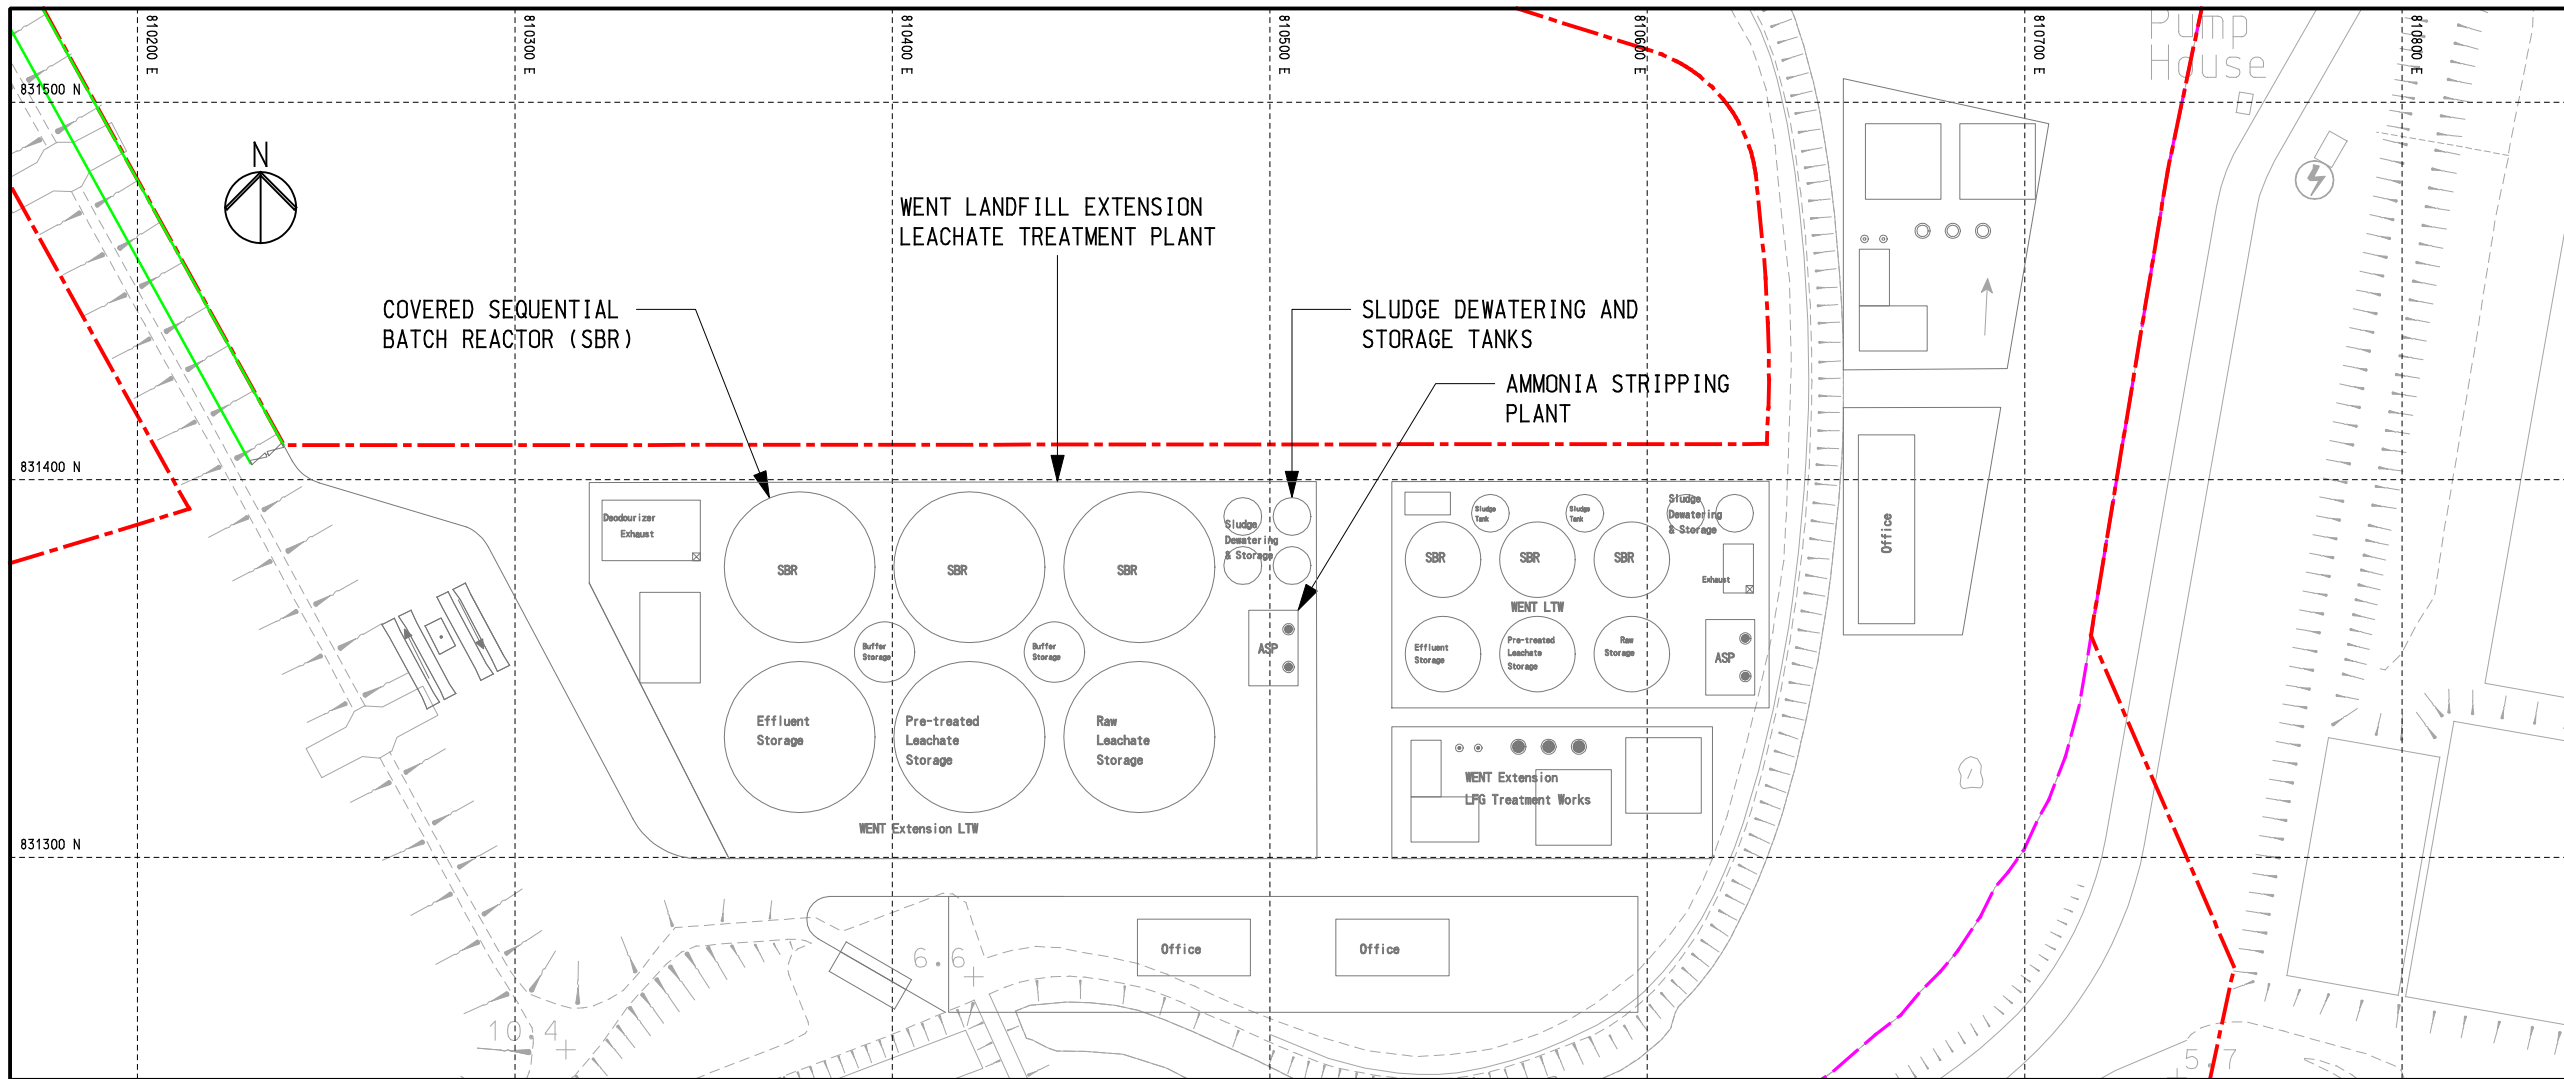 810200 E
810300 E
810400 E
810500 E
810600 E
810700 E
810800 E
Pump
House
831500 N
N
WENT LANDFILL EXTENSION
LEACHATE TREATMENT PLANT
COVERED SEQUENTIAL
BATCH REACTOR (SBR)
SLUDGE DEWATERING AND
STORAGE TANKS
AMMONIA STRIPPING
PLANT
831400 N
Deodourizer
Exhaust
SBR
SBR
SBR
Sludge
Dewatering
& Storage
Sludge
Tank
Sludge
Tank
Sludge
Dewatering
& Storage
SBR
SBR
SBR
Exhaust
Office
WENT LTW
Buffer
Storage
Buffer
Storage
ASP
Effluent
Storage
Pre-treated
Leachate
Storage
Raw
Storage
ASP
Effluent
Storage
Pre-treated
Leachate
Storage
Raw
Leachate
Storage
WENT Extension
LFG Treatment Works
WENT Extension LTW
831300 N
Office
Office
6.6
10.4
5.7